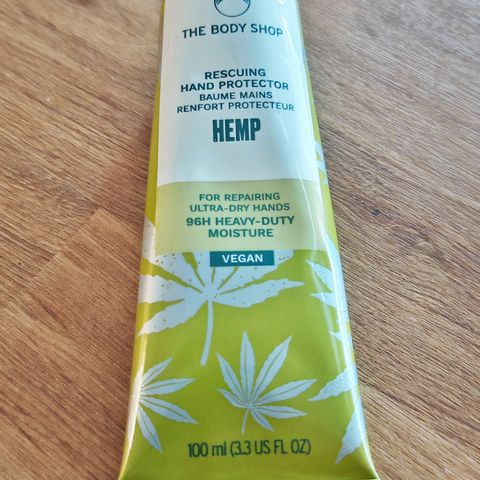 THE BODY SHOP
RESCUING
HAND PROTECTOR
BAUME MAINS
RENFORT PROTECTEUR
HEMP
FOR REPAIRING
ULTRA-DRY HANDS
96H HEAVY-DUTY
MOISTURE
VEGAN
100 ml (3.3 US FL OZ)